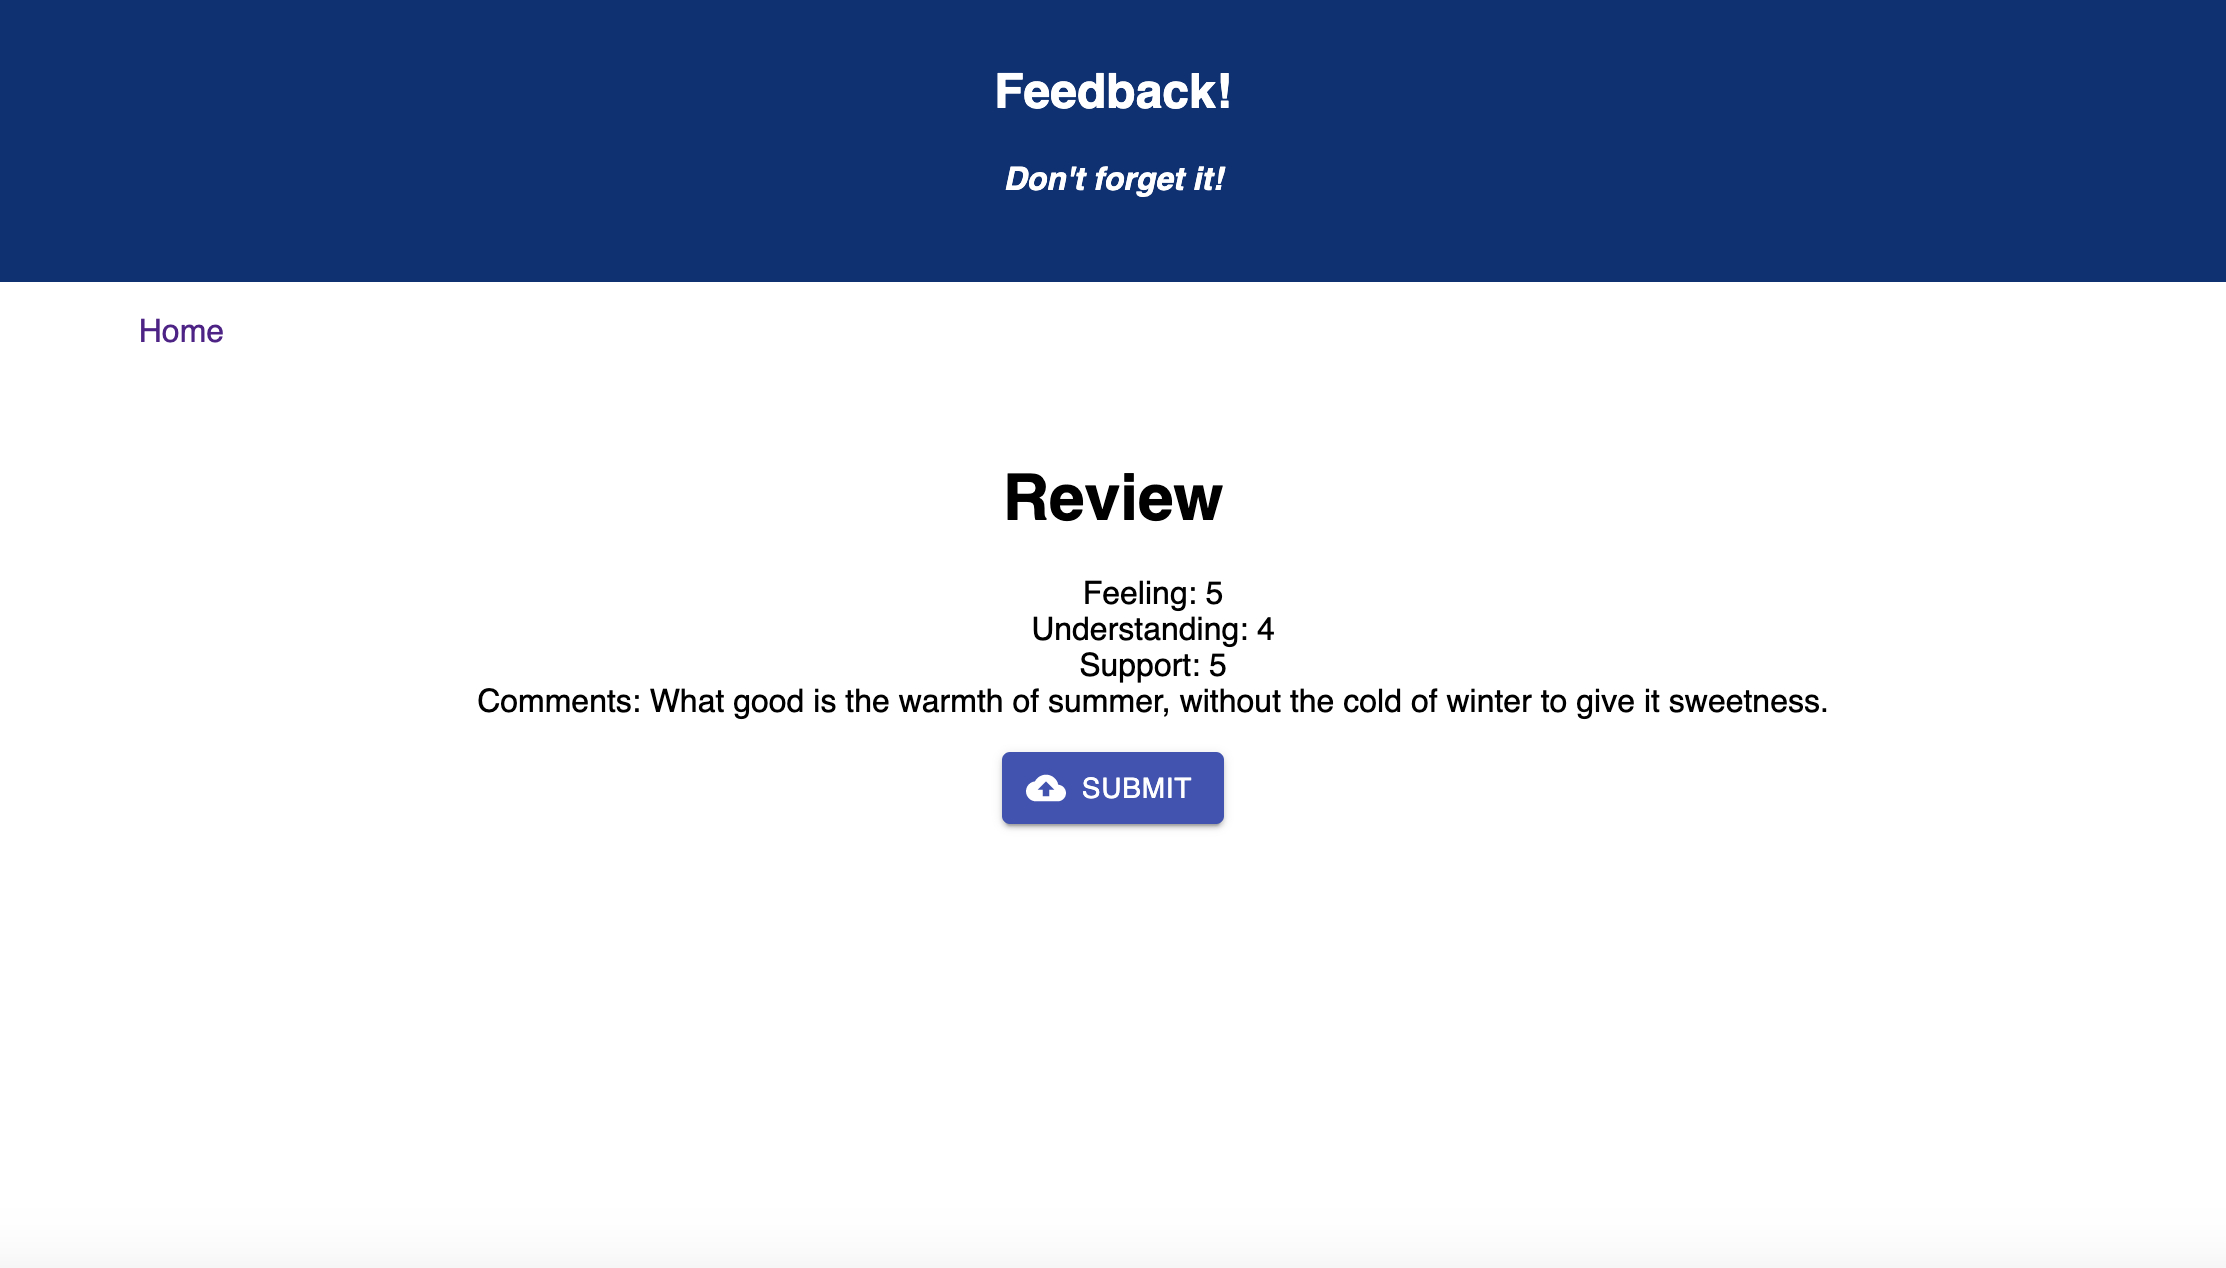 Feedback!
Don't forget it!
Home
Review
Feeling: 5
Understanding: 4
Support: 5
Comments: What good is the warmth of summer, without the cold of winter to give it sweetness.
SUBMIT